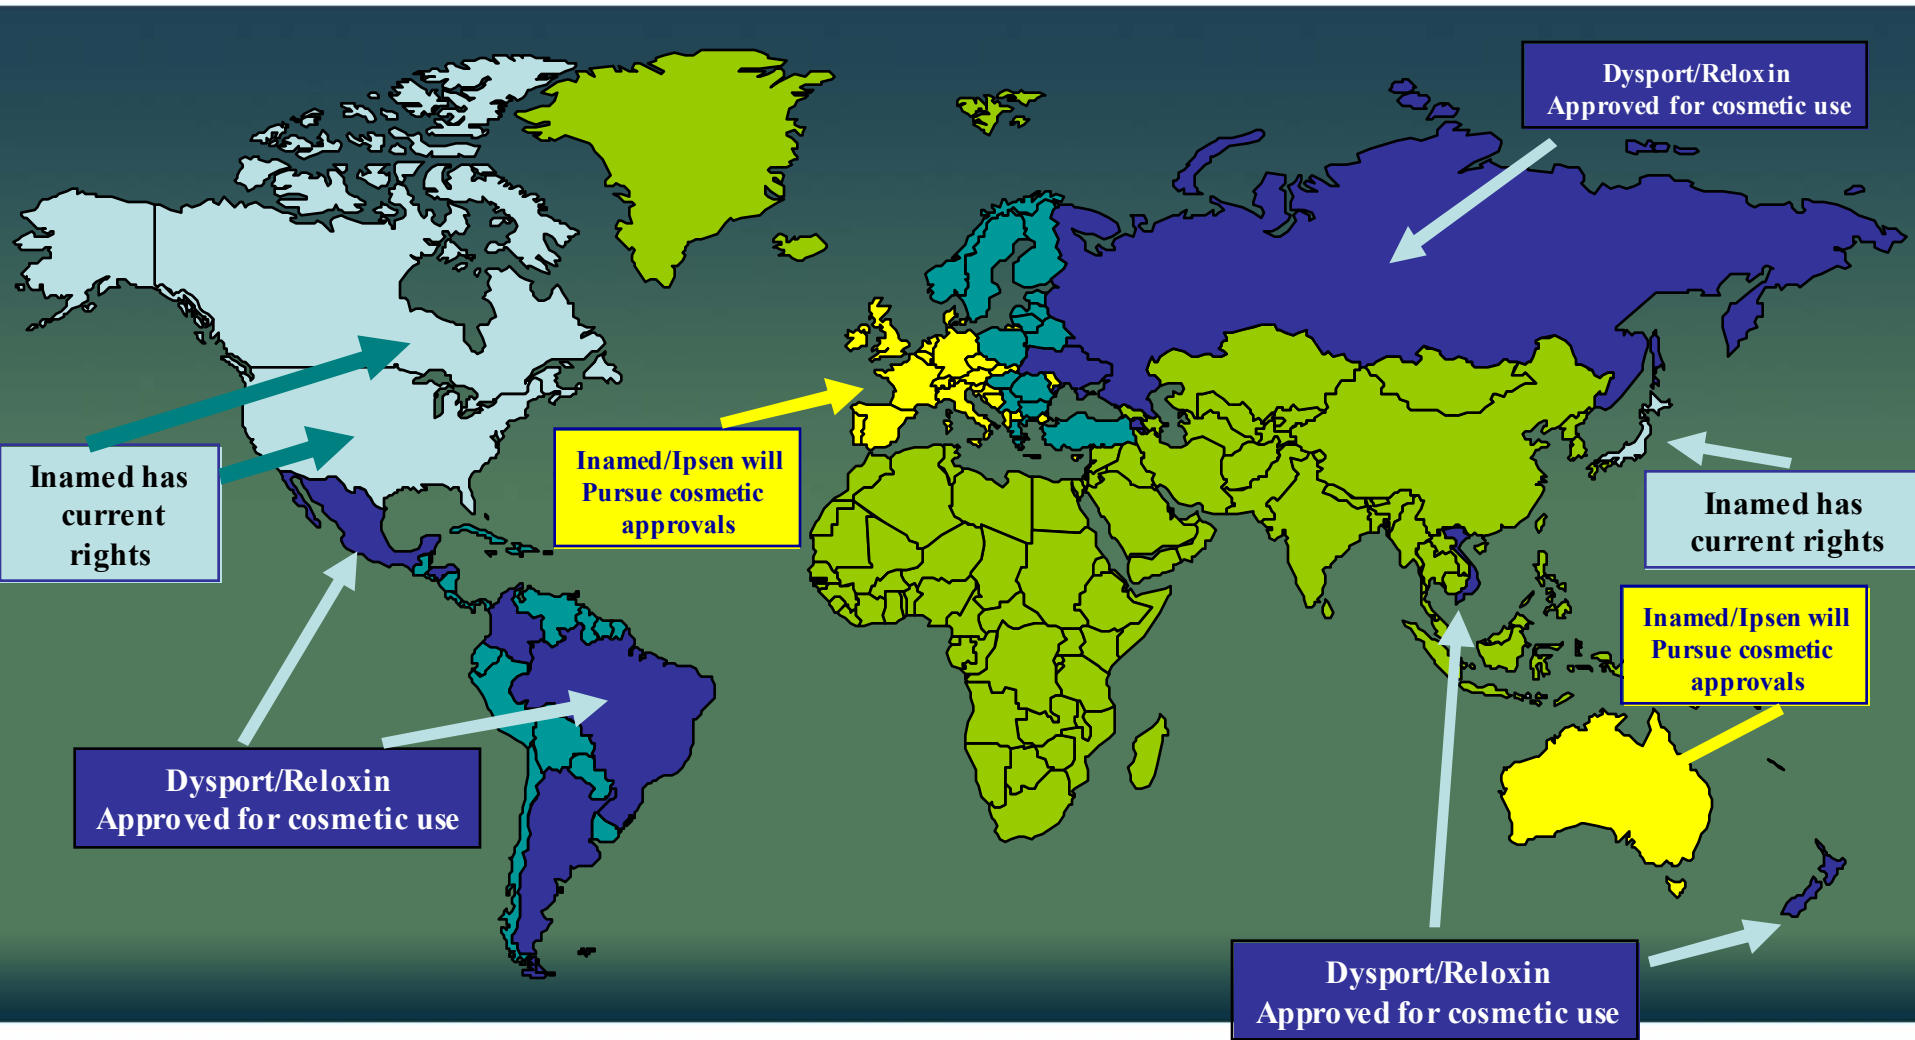 Dysport/Reloxin
Approved for cosmetic use
Inamed has
current
rights
Inamed/Ipsen will
Pursue cosmetic
approvals
Inamed has
current rights
Inamed/Ipsen will
Pursue cosmetic
approvals
Dysport/Reloxin
Approved for cosmetic use
Dysport/Reloxin
Approved for cosmetic use